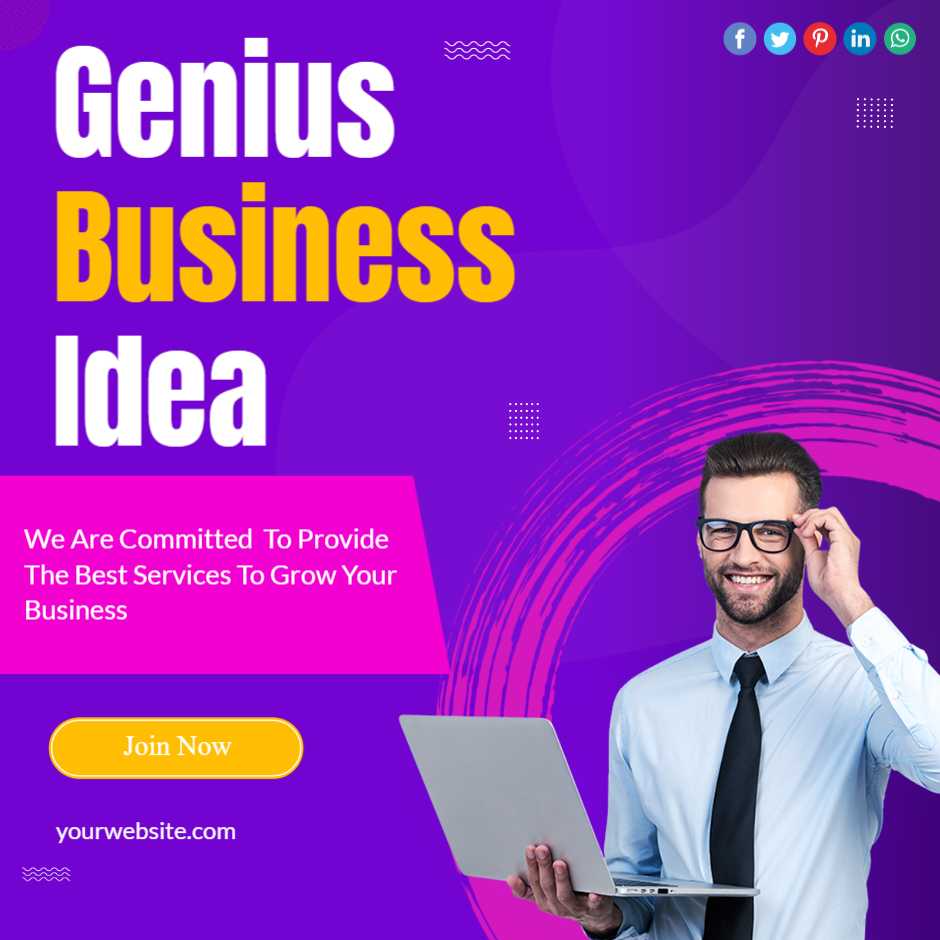 Genius
Business
Idea
We Are Committed  To Provide
The Best Services To Grow Your
Business
Join Now
yourwebsite.com